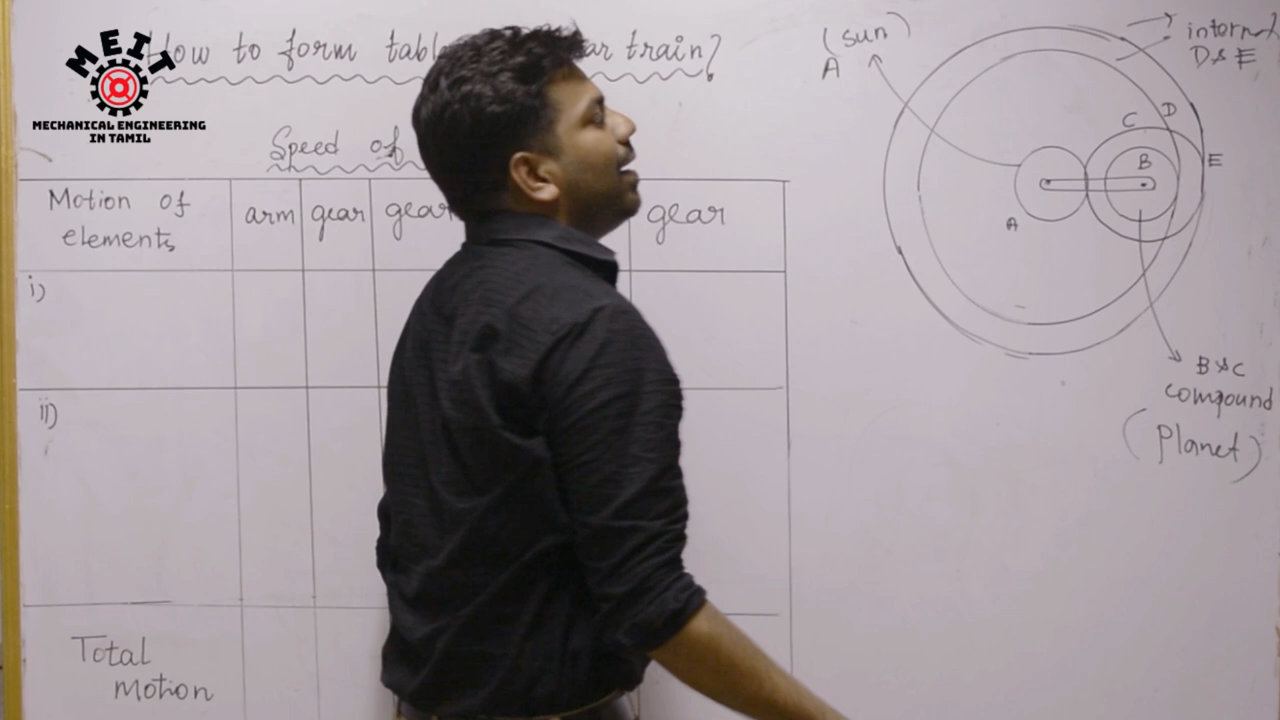 MEIT
MECHANICAL ENGINEERING
IN TAMIL
How to form tabl ar train?
Speed of
Motion of
elements
arm
gear
gear
gear
i)
ii)
Total
motion
(sun)
A
internal
D & E
C
D
B
E
A
B & C
compound
(Planet)